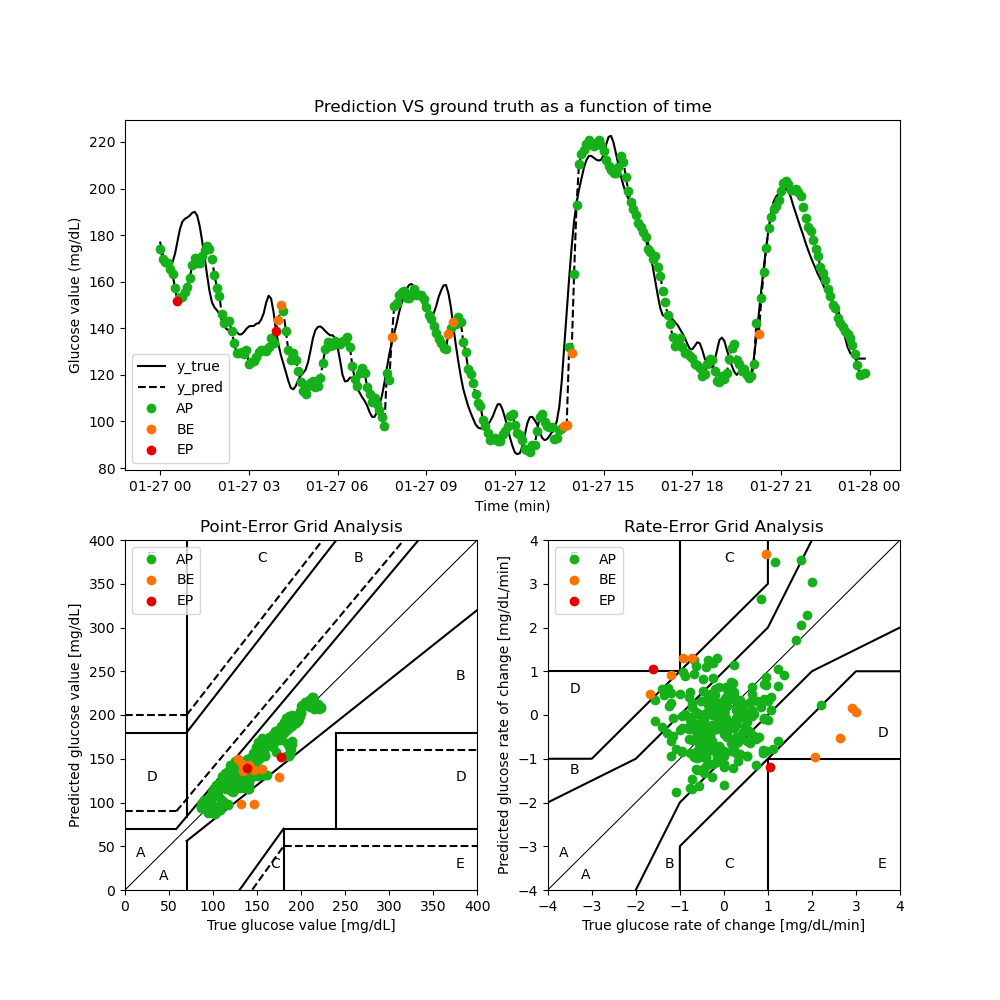 Prediction VS ground truth as a function of time
Glucose value (mg/dL)
220
200
180
160
140
120
100
80
y_true
y_pred
AP
BE
EP
01-27 00 01-27 03 01-27 06 01-27 09 01-27 12 01-27 15 01-27 18 01-27 21 01-28 00
Time (min)
Point-Error Grid Analysis
Predicted glucose value [mg/dL]
400
350
300
250
200
150
100
50
0
AP
BE
EP
C B
B
D D
A
A C E
0 50 100 150 200 250 300 350 400
True glucose value [mg/dL]
Rate-Error Grid Analysis
Predicted glucose rate of change [mg/dL/min]
4
3
2
1
0
−1
−2
−3
−4
AP
BE
EP
C
D
D
B
A
A B C E
−4 −3 −2 −1 0 1 2 3 4
True glucose rate of change [mg/dL/min]